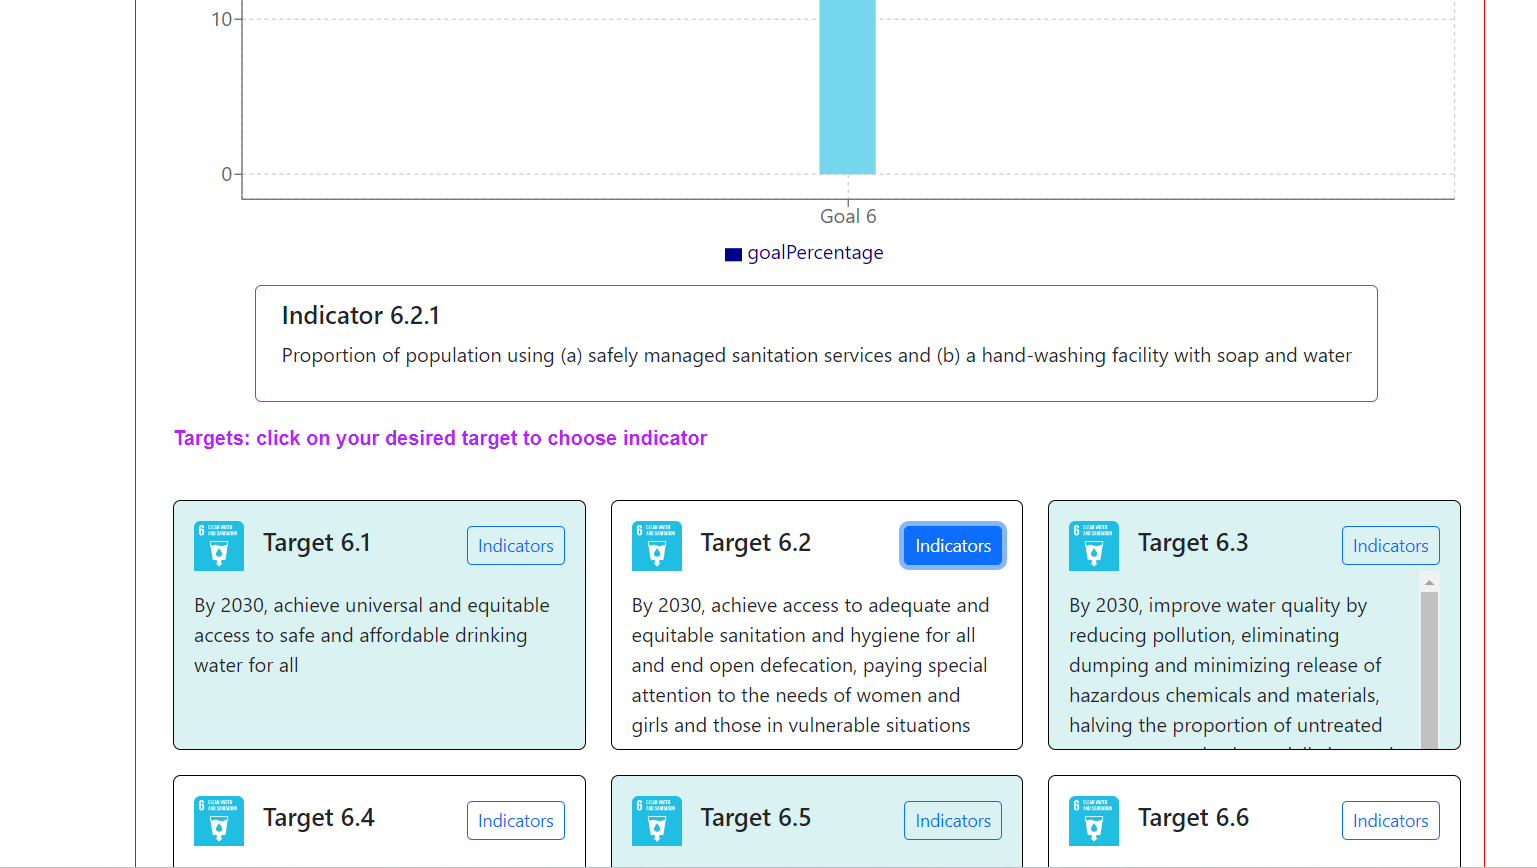 10
0
Goal 6
goalPercentage
Indicator 6.2.1
Proportion of population using (a) safely managed sanitation services and (b) a hand-washing facility with soap and water
Targets: click on your desired target to choose indicator
6 CLEAN WATER
AND SANITATION
Target 6.1
Indicators
By 2030, achieve universal and equitable
access to safe and affordable drinking
water for all
6 CLEAN WATER
AND SANITATION
Target 6.2
Indicators
By 2030, achieve access to adequate and
equitable sanitation and hygiene for all
and end open defecation, paying special
attention to the needs of women and
girls and those in vulnerable situations
6 CLEAN WATER
AND SANITATION
Target 6.3
Indicators
By 2030, improve water quality by
reducing pollution, eliminating
dumping and minimizing release of
hazardous chemicals and materials,
halving the proportion of untreated
6 CLEAN WATER
AND SANITATION
Target 6.4
Indicators
6 CLEAN WATER
AND SANITATION
Target 6.5
Indicators
6 CLEAN WATER
AND SANITATION
Target 6.6
Indicators